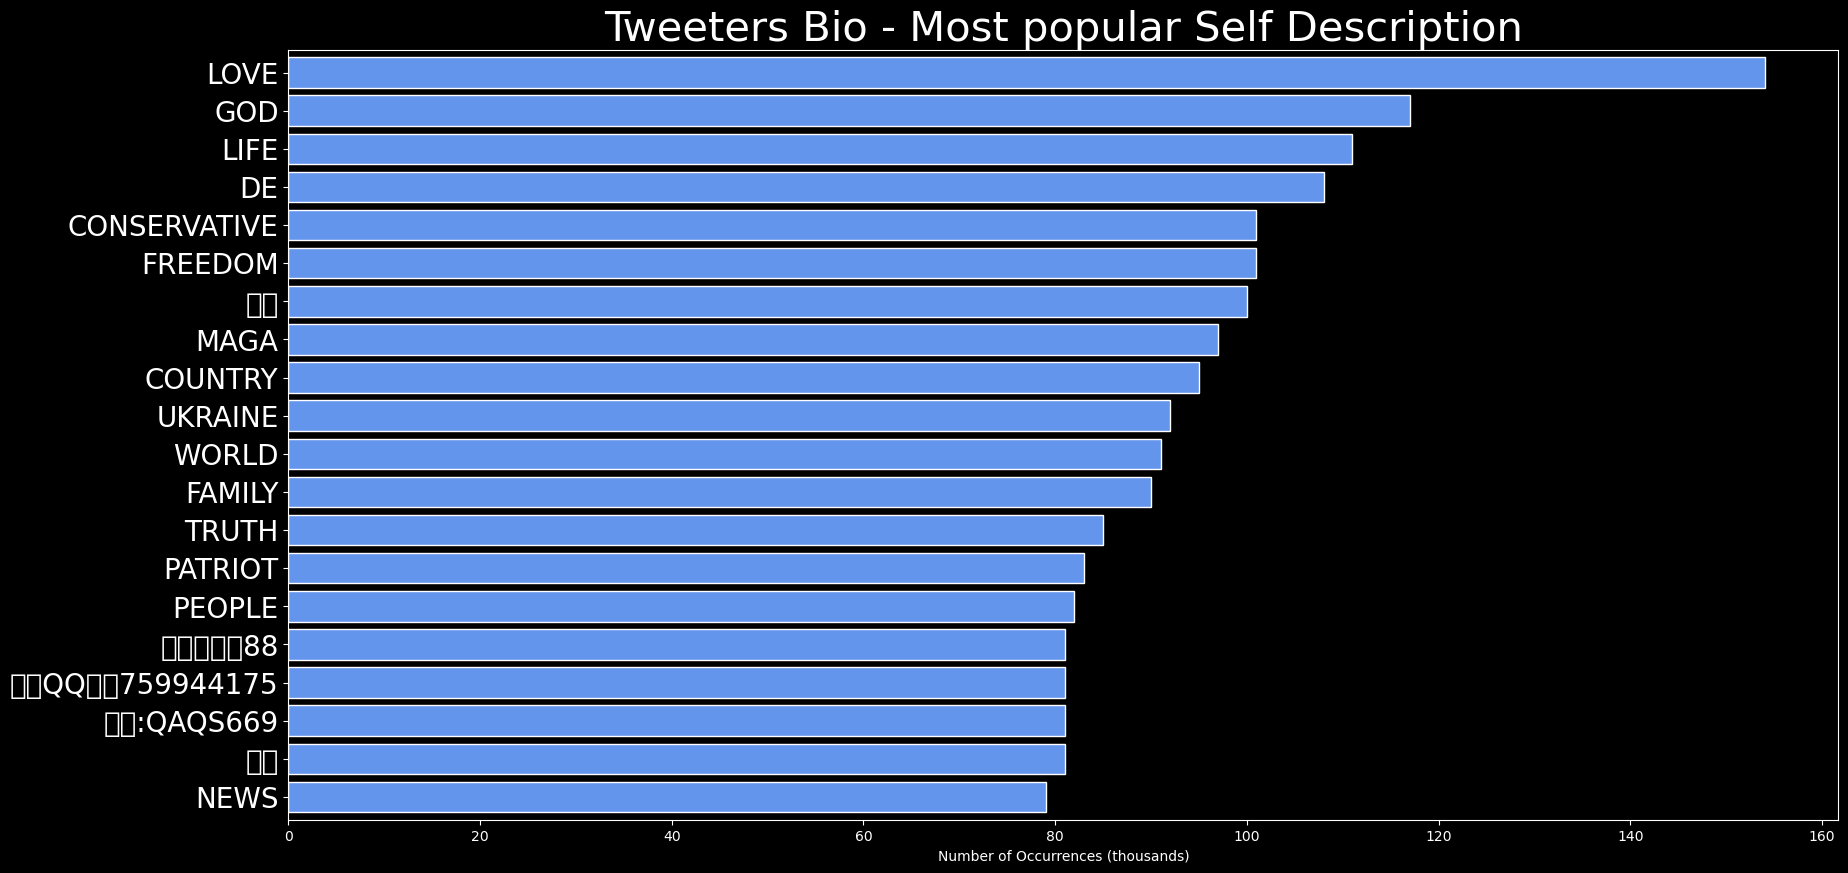 Tweeters Bio - Most popular Self Description
LOVE
GOD
LIFE
DE
CONSERVATIVE
FREEDOM
MAGA
COUNTRY
UKRAINE
WORLD
FAMILY
TRUTH
PATRIOT
PEOPLE
88
QQ
759944175
:QAQS669
NEWS
0 20 40 60 80 100 120 140 160
Number of Occurrences (thousands)